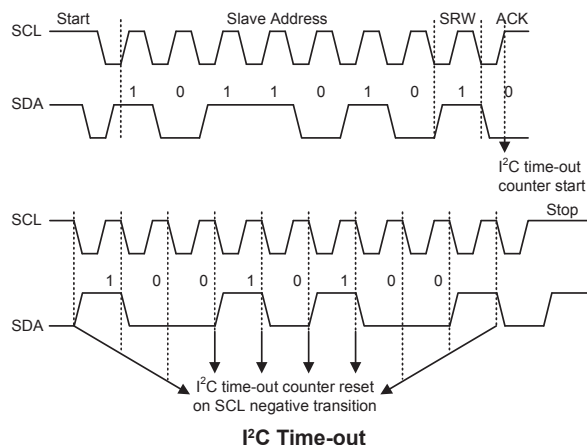 Start Slave Address SRW ACK
SCL
1 0 1 1 0 1 0 1 0
SDA
I²C time-out
counter start
SCL Stop
1 0 0 1 0 1 0 0
SDA
I²C time-out counter reset
on SCL negative transition
I²C Time-out